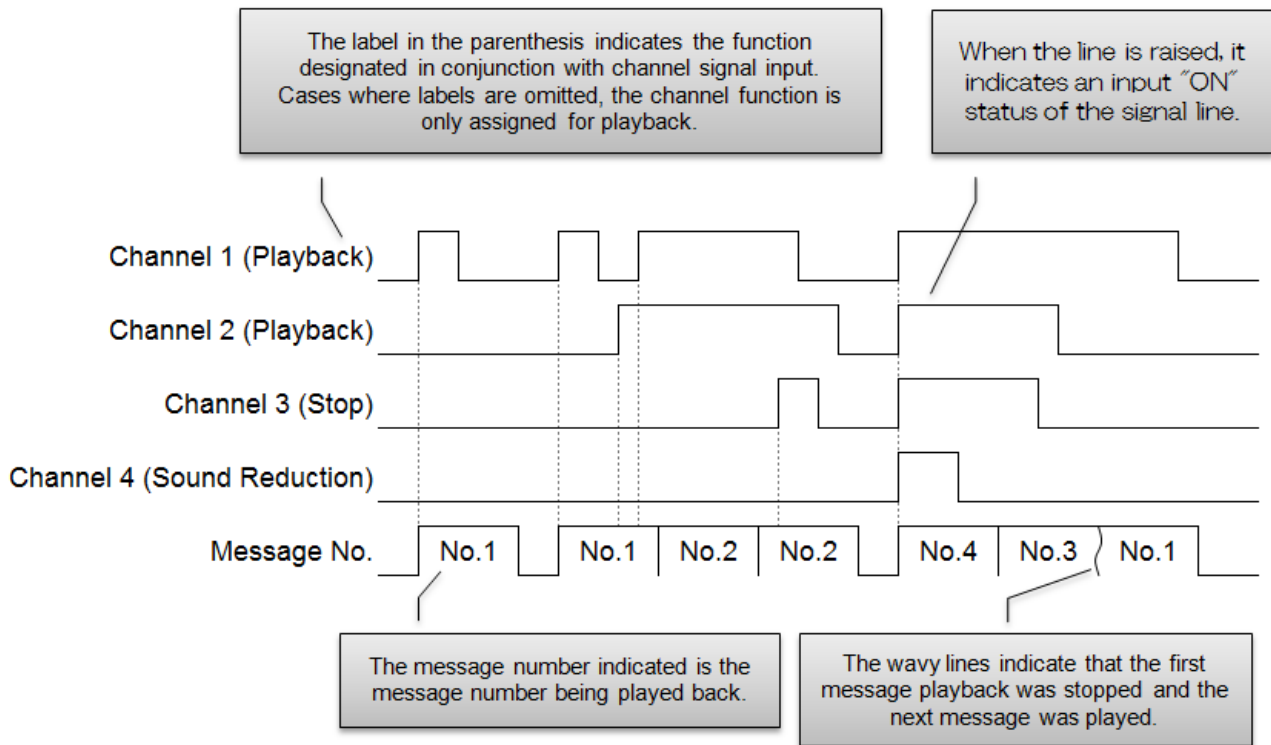 The label in the parenthesis indicates the function
designated in conjunction with channel signal input.
Cases where labels are omitted, the channel function is
only assigned for playback.
When the line is raised, it
indicates an input "ON"
status of the signal line.
Channel 1 (Playback)
Channel 2 (Playback)
Channel 3 (Stop)
Channel 4 (Sound Reduction)
Message No. No.1 No.1 No.2 No.2 No.4 No.3 No.1
The message number indicated is the
message number being played back.
The wavy lines indicate that the first
message playback was stopped and the
next message was played.